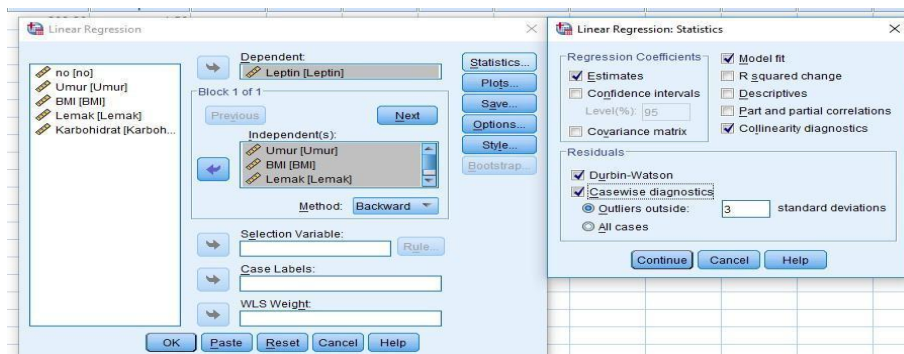 Linear Regression
no [no]
Umur [Umur]
BMI [BMI]
Lemak [Lemak]
Karbohidrat [Karboh...
Dependent:
Leptin [Leptin]
Block 1 of 1
Previous
Next
Independent(s):
Umur [Umur]
BMI [BMI]
Lemak [Lemak]
Method: Backward
Selection Variable:
Rule...
Case Labels:
WLS Weight:
Statistics...
Plots...
Save...
Options...
Style...
Bootstrap...
OK
Paste
Reset
Cancel
Help
Linear Regression: Statistics
Regression Coefficients
Estimates
Confidence intervals
Level(%): 95
Covariance matrix
Model fit
R squared change
Descriptives
Part and partial correlations
Collinearity diagnostics
Residuals
Durbin-Watson
Casewise diagnostics
Outliers outside: 3 standard deviations
All cases
Continue
Cancel
Help